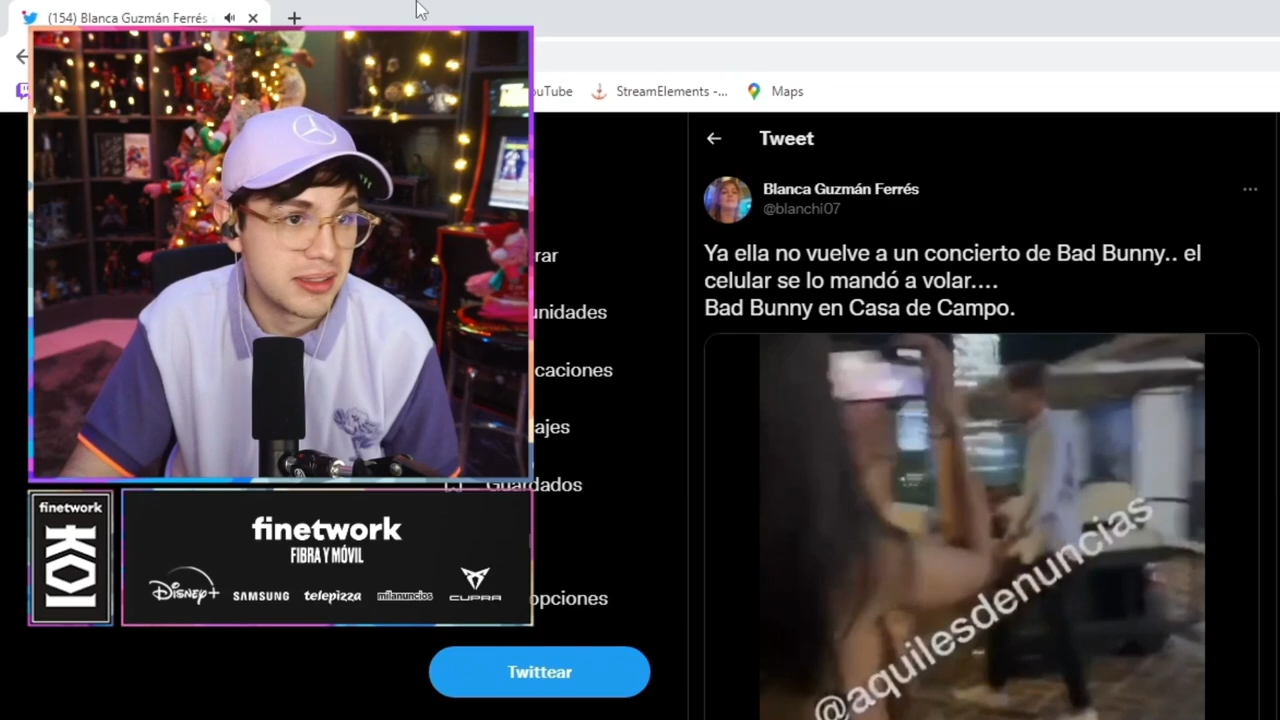 (154) Blanca Guzmán Ferrés
ouTube
StreamElements -...
Maps
Tweet
Blanca Guzmán Ferrés
@blanchi07
Ya ella no vuelve a un concierto de Bad Bunny.. el
celular se lo mandó a volar....
Bad Bunny en Casa de Campo.
rar
unidades
caciones
ajes
Guardados
opciones
Twittear
finetwork
KOI
finetwork
FIBRA Y MÓVIL
Disney+
SAMSUNG
telepizza
milanuncios
CUPRA
@aquilesdenuncias